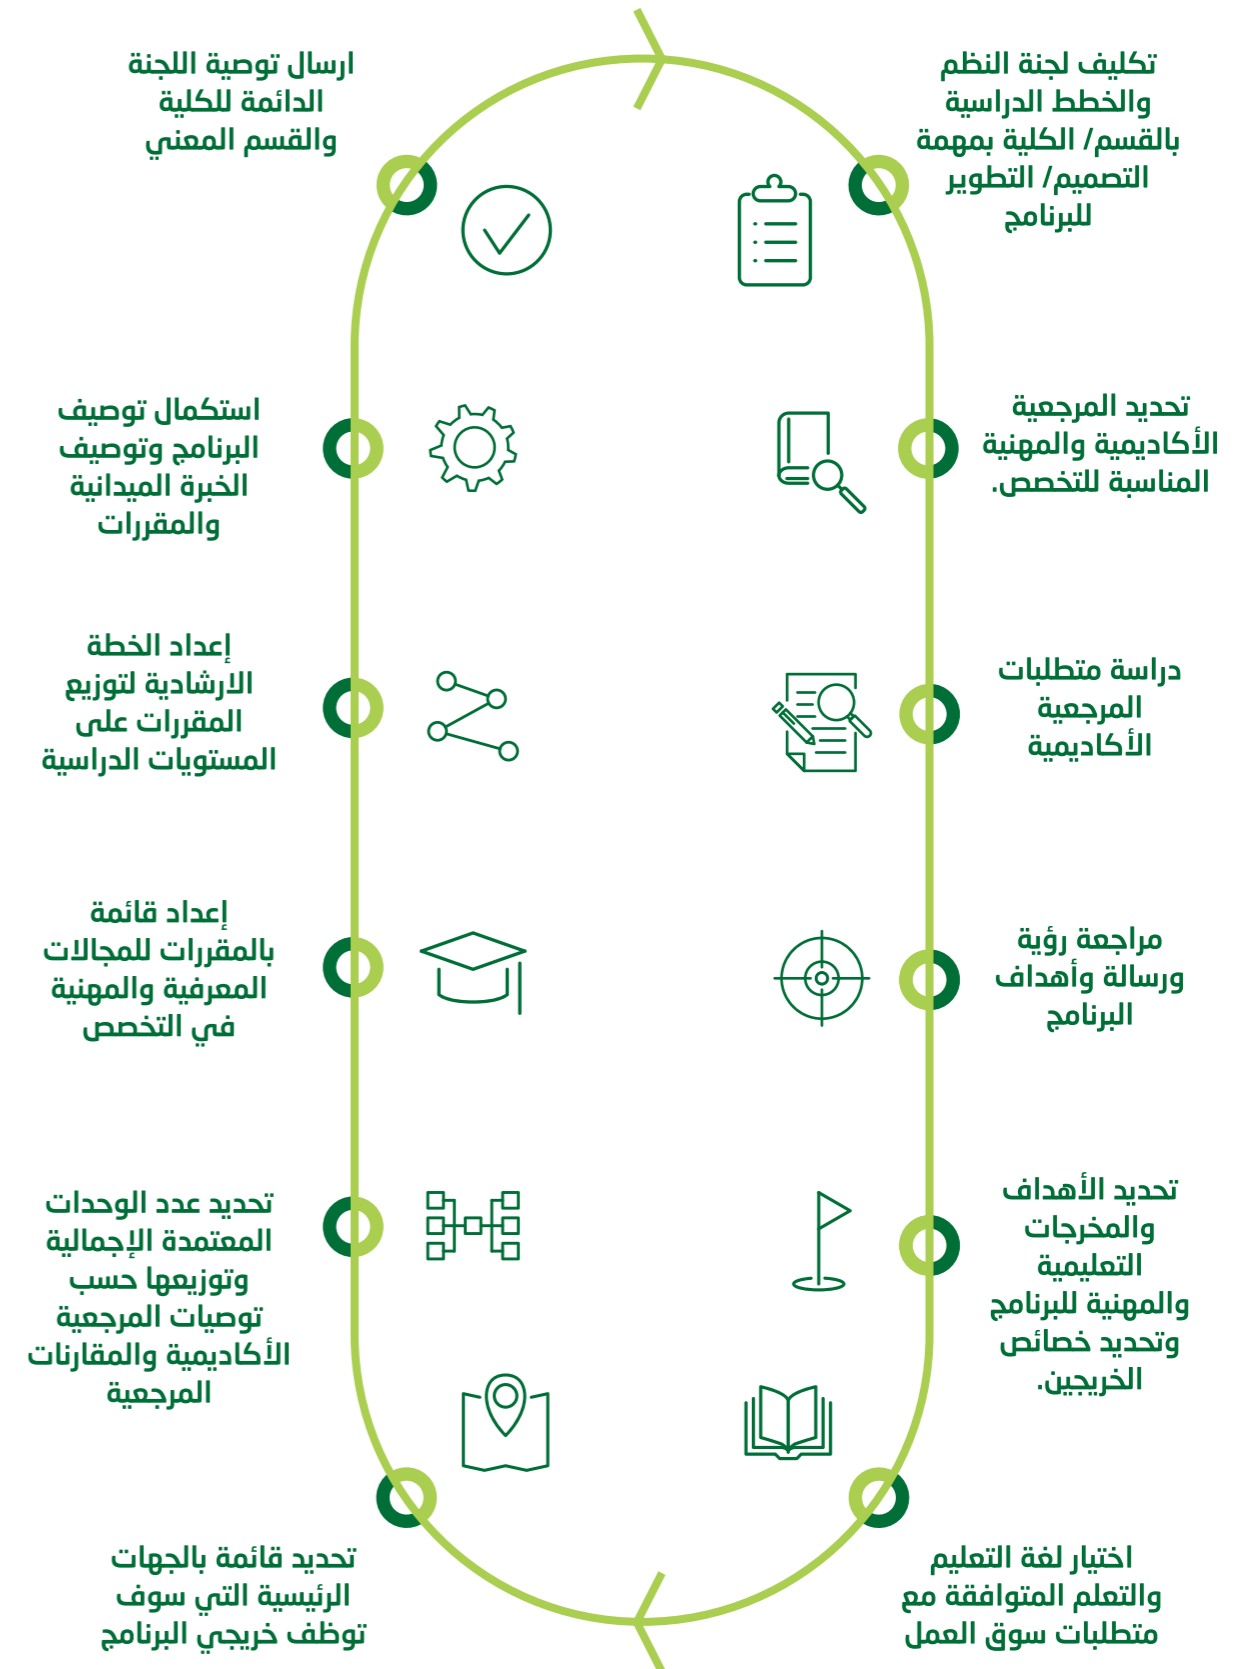 تكليف لجنة النظم
والخطط الدراسية
بالقسم/ الكلية بمهمة
التصميم/ التطوير
للبرنامج
تحديد المرجعية
الأكاديمية والمهنية
المناسبة للتخصص.
دراسة متطلبات
المرجعية
الأكاديمية
مراجعة رؤية
ورسالة وأهداف
البرنامج
تحديد الأهداف
والمخرجات
التعليمية
والمهنية للبرنامج
وتحديد خصائص
الخريجين.
اختيار لغة التعليم
والتعلم المتوافقة مع
متطلبات سوق العمل
تحديد قائمة بالجهات
الرئيسية التي سوف
توظف خريجي البرنامج
تحديد عدد الوحدات
المعتمدة الإجمالية
وتوزيعها حسب
توصيات المرجعية
الأكاديمية والمقارنات
المرجعية
إعداد قائمة
بالمقررات للمجالات
المعرفية والمهنية
في التخصص
إعداد الخطة
الارشادية لتوزيع
المقررات على
المستويات الدراسية
استكمال توصيف
البرنامج وتوصيف
الخبرة الميدانية
والمقررات
ارسال توصية اللجنة
الدائمة للكلية
والقسم المعني